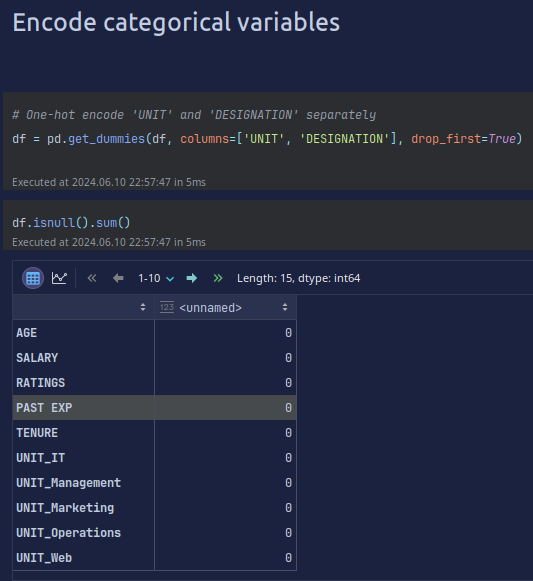 Encode categorical variables
# One-hot encode 'UNIT' and 'DESIGNATION' separately
df = pd.get_dummies(df, columns=['UNIT', 'DESIGNATION'], drop_first=True)
Executed at 2024.06.10 22:57:47 in 5ms
df.isnull().sum()
Executed at 2024.06.10 22:57:47 in 5ms
1-10 Length: 15, dtype: int64
123 <unnamed>
AGE 0
SALARY 0
RATINGS 0
PAST EXP 0
TENURE 0
UNIT_IT 0
UNIT_Management 0
UNIT_Marketing 0
UNIT_Operations 0
UNIT_Web 0